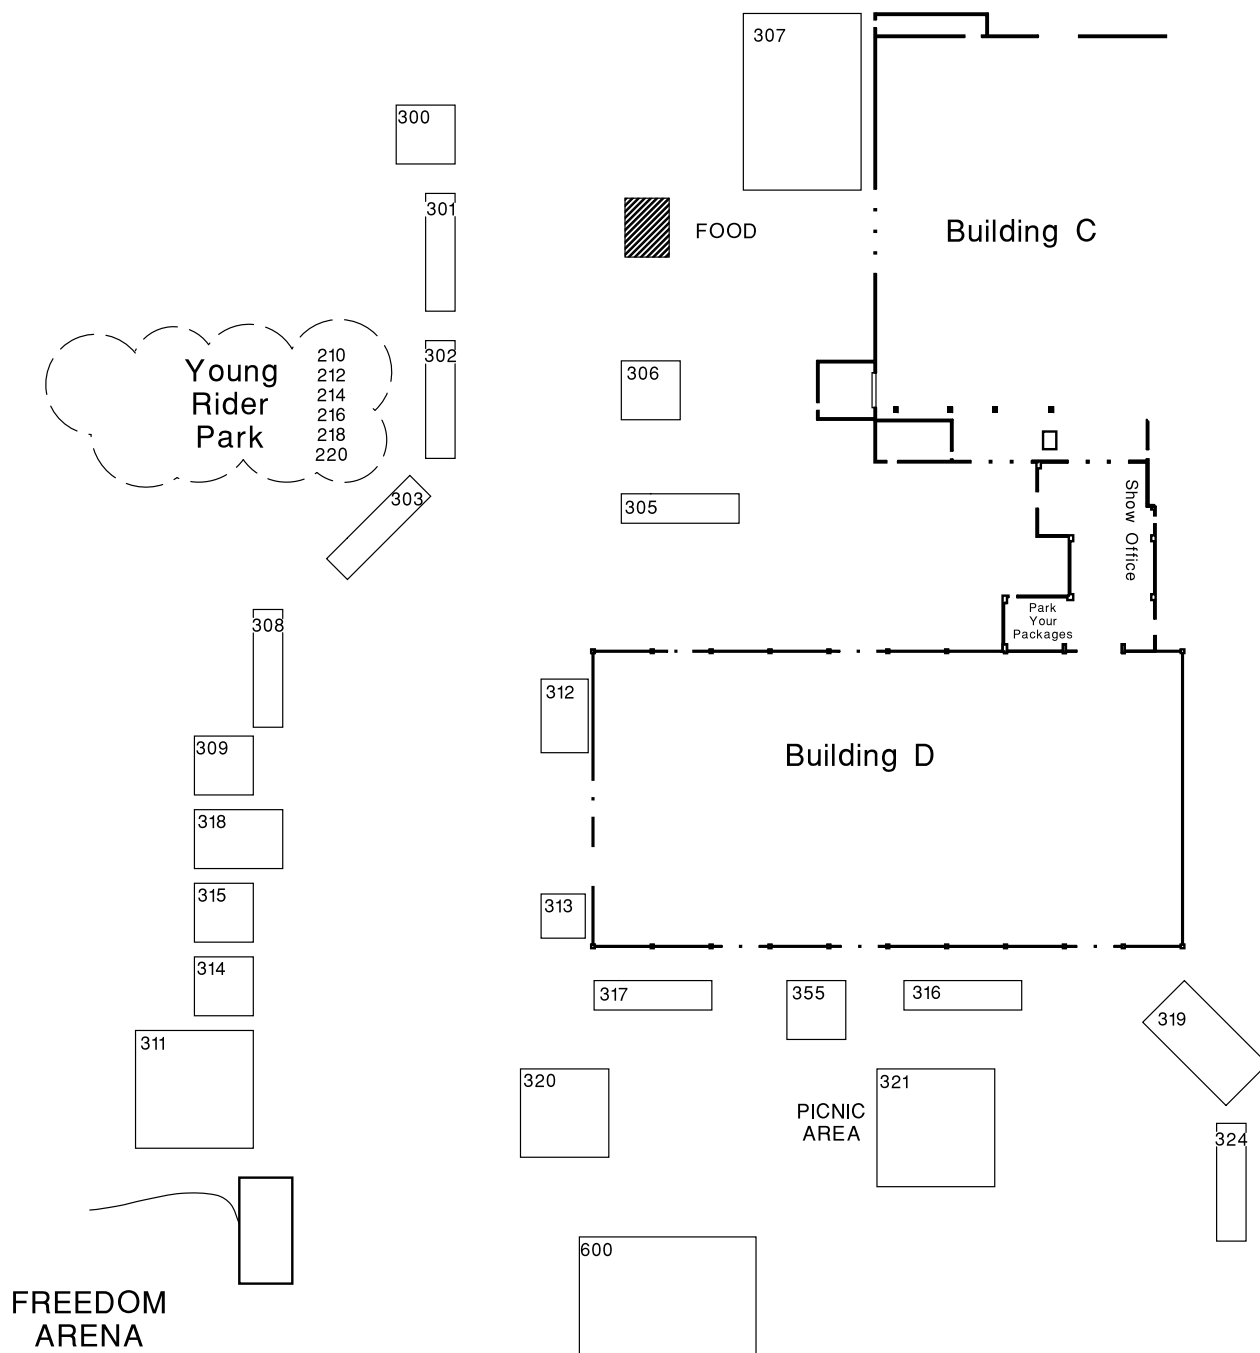 307
300
301
FOOD
Building C
302
210
212
214
216
218
220
Young
Rider
Park
306
303
305
Show Office
Park
Your
Packages
308
312
309
Building D
318
315
313
314
317
355
316
319
311
320
321
PICNIC
AREA
324
600
FREEDOM
ARENA